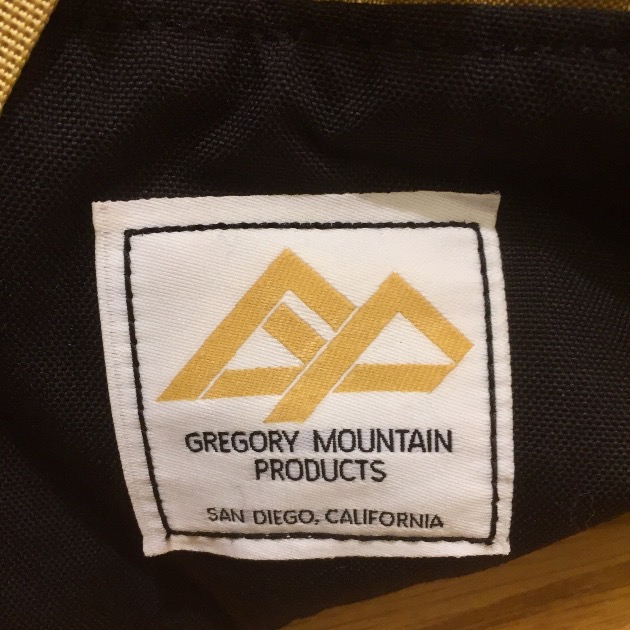 GREGORY MOUNTAIN
PRODUCTS
SAN DIEGO, CALIFORNIA